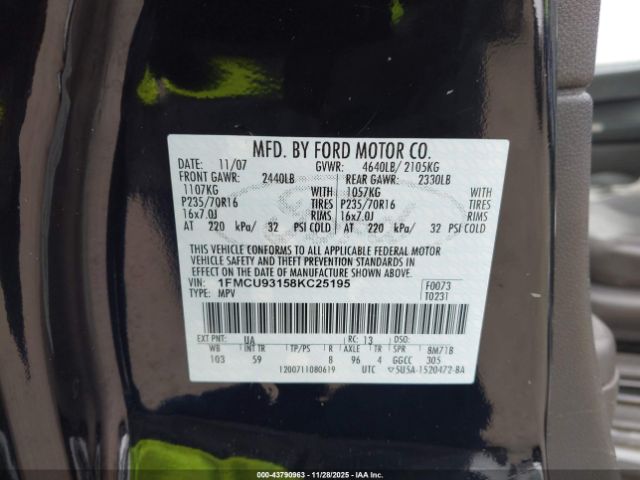 MFD. BY FORD MOTOR CO.
DATE: 11/07 GVWR: 4640LB/ 2105KG
FRONT GAWR: 2440LB REAR GAWR: 2330LB
1107KG WITH 1057KG WITH
P235/70R16 TIRES P235/70R16 TIRES
16x7.0J RIMS 16x7.0J RIMS
AT 220 kPa/ 32 PSI COLD AT 220 kPa/ 32 PSI COLD
THIS VEHICLE CONFORMS TO ALL APPLICABLE FEDERAL MOTOR
VEHICLE SAFETY AND THEFT PREVENTION STANDARDS IN EFFECT
ON THE DATE OF MANUFACTURE SHOWN ABOVE.
VIN: 1FMCU93158KC25195 F0073
TYPE: MPV T0231
EXT PNT: UA RC: 13 DSO:
WB INT TR TP/PS R AXLE TR SPR 8M71B
103 59 8 96 4 GGCC 305
1200711080619 UTC 5U5A-1520472-BA
© 43790963 - 11/28/2025 - IAAI.com